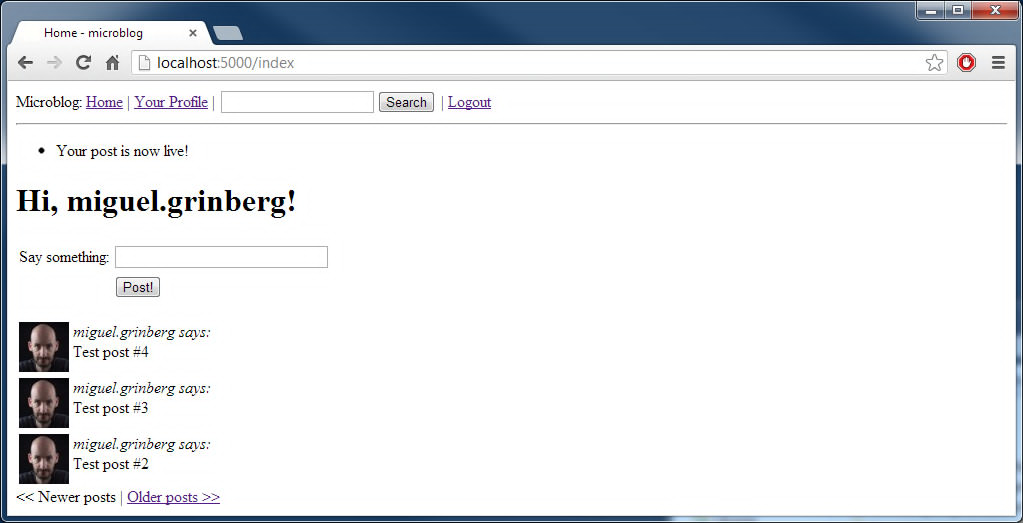 Home - microblog
localhost:5000/index
Microblog: Home | Your Profile | Search | Logout
Your post is now live!
Hi, miguel.grinberg!
Say something:
Post!
miguel.grinberg says:
Test post #4
miguel.grinberg says:
Test post #3
miguel.grinberg says:
Test post #2
<< Newer posts | Older posts >>